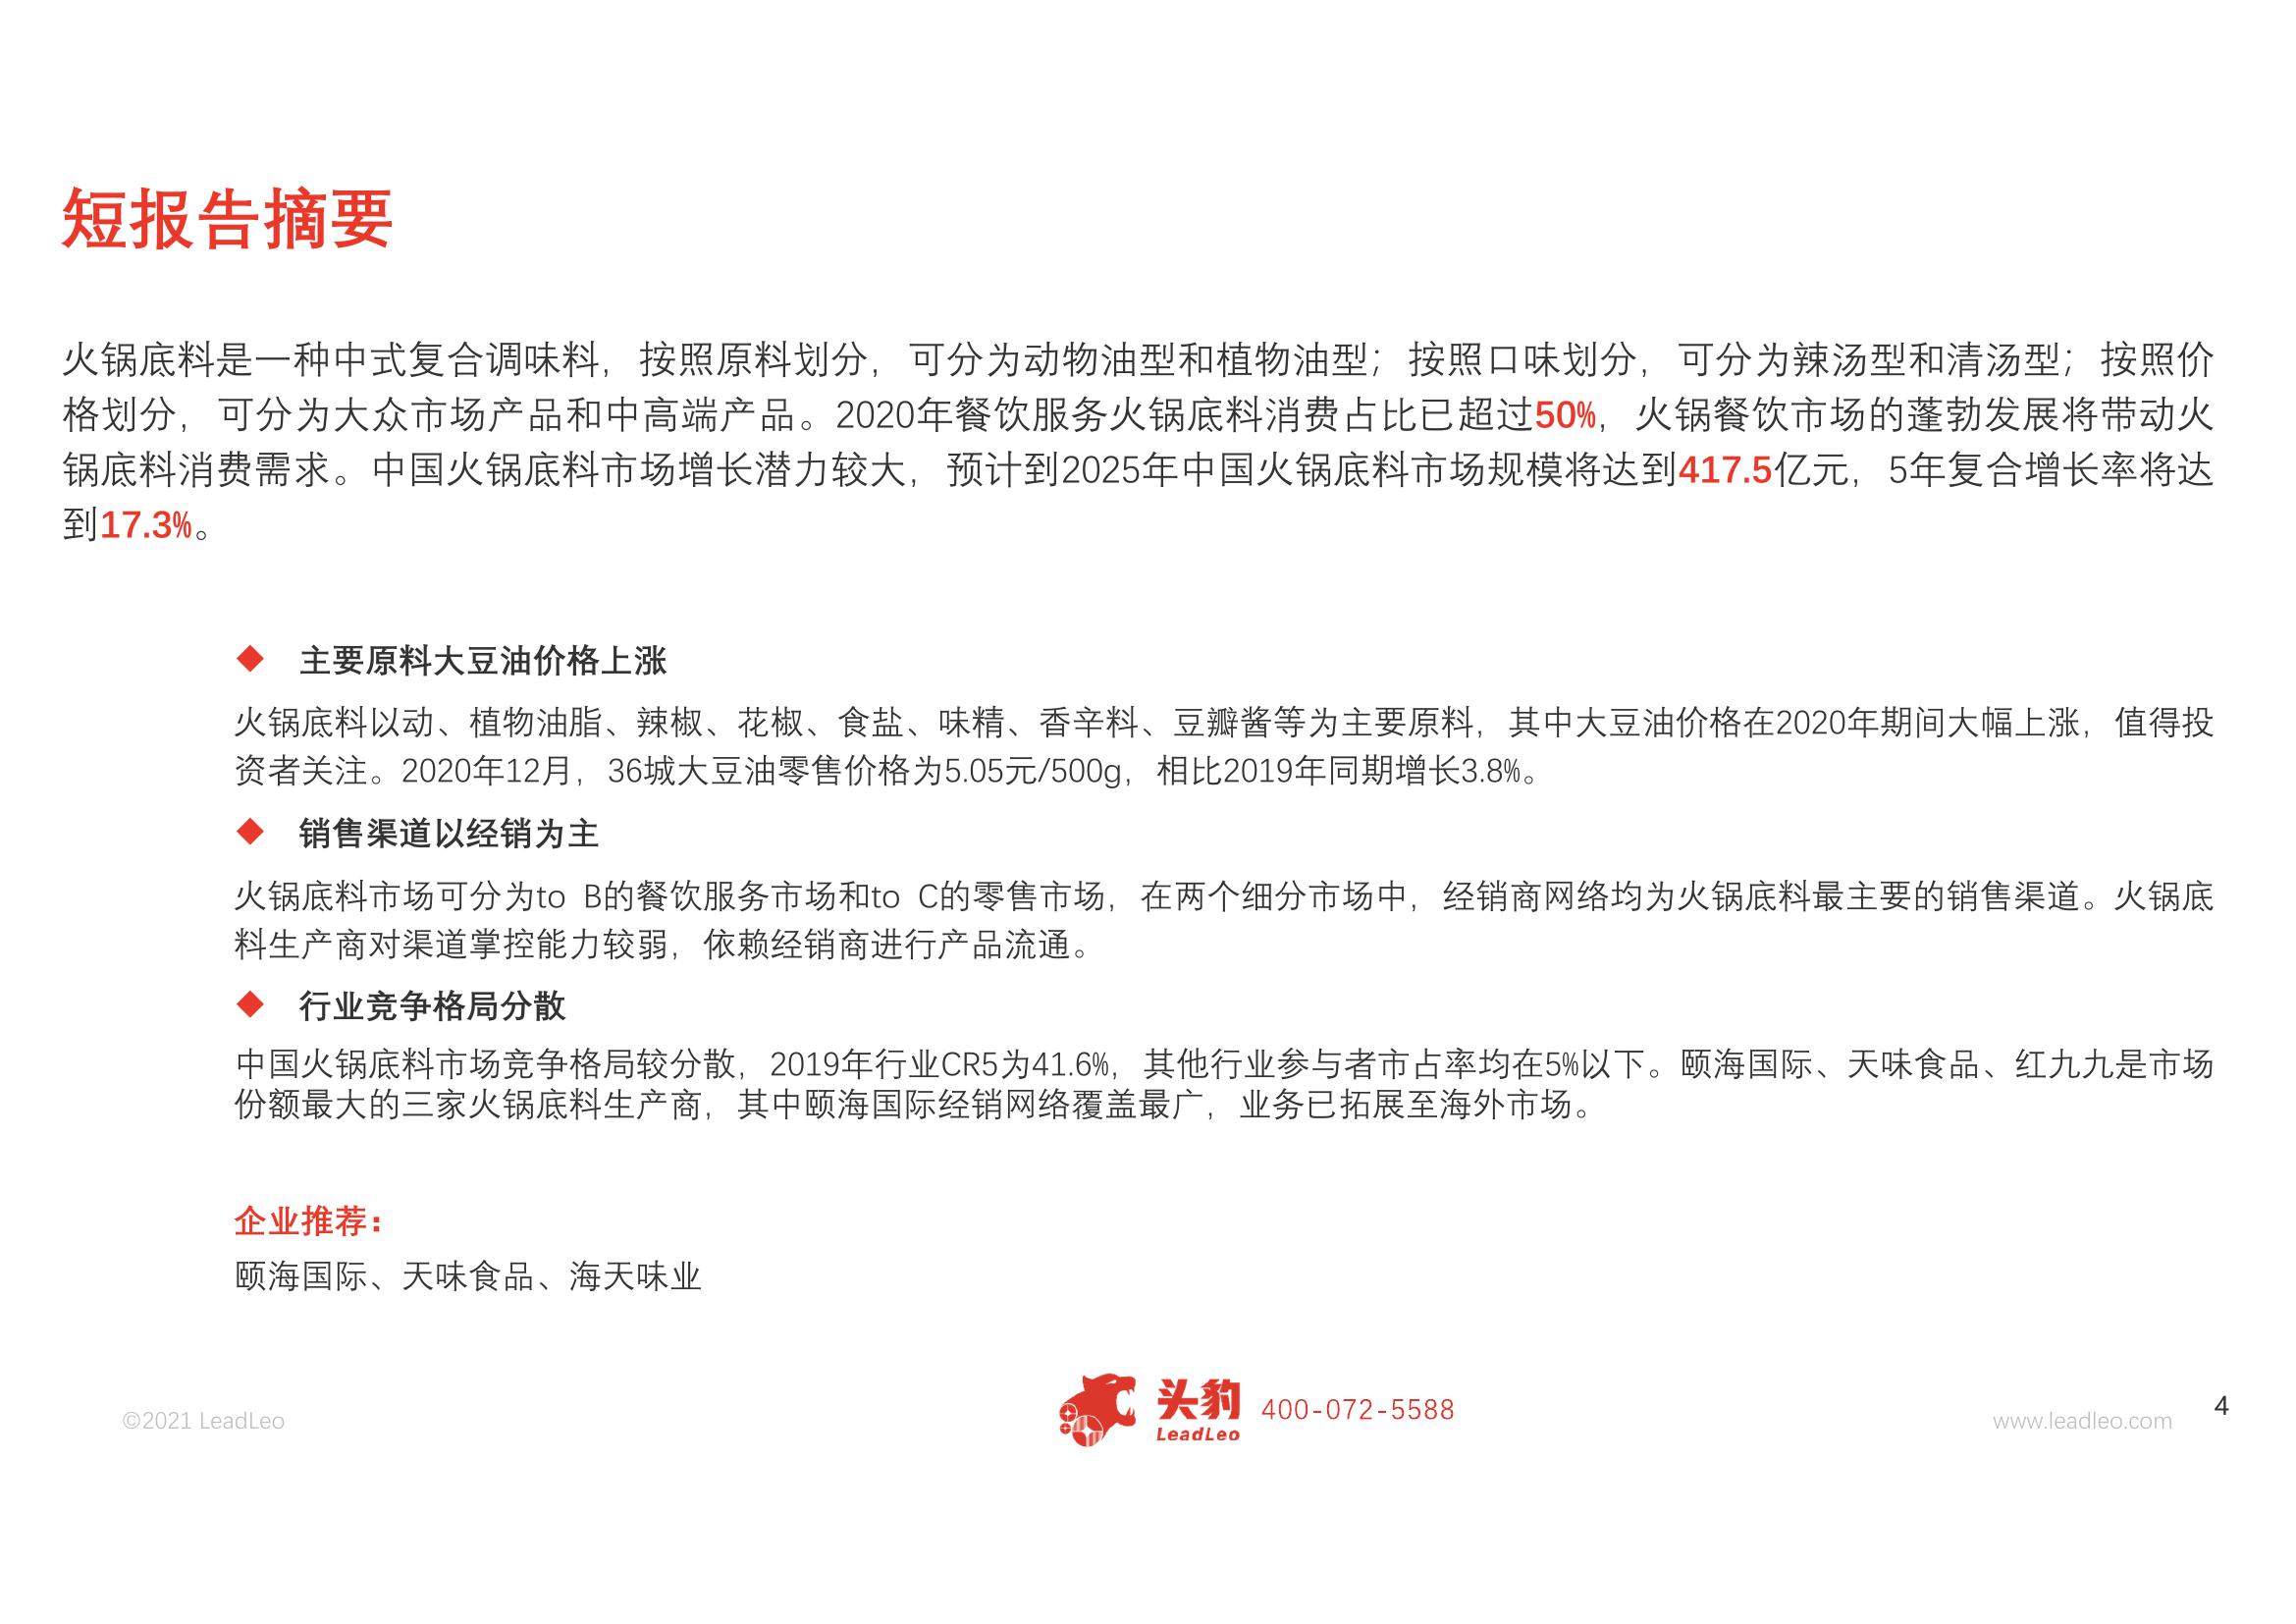 短报告摘要
火锅底料是一种中式复合调味料，按照原料划分，可分为动物油型和植物油型；按照口味划分，可分为辣汤型和清汤型；按照价
格划分，可分为大众市场产品和中高端产品。2020年餐饮服务火锅底料消费占比已超过50%，火锅餐饮市场的蓬勃发展将带动火
锅底料消费需求。中国火锅底料市场增长潜力较大，预计到2025年中国火锅底料市场规模将达到417.5亿元，5年复合增长率将达
到17.3%。
◆ 主要原料大豆油价格上涨
火锅底料以动、植物油脂、辣椒、花椒、食盐、味精、香辛料、豆瓣酱等为主要原料，其中大豆油价格在2020年期间大幅上涨，值得投
资者关注。2020年12月，36城大豆油零售价格为5.05元/500g，相比2019年同期增长3.8%。
◆ 销售渠道以经销为主
火锅底料市场可分为to B的餐饮服务市场和to C的零售市场，在两个细分市场中，经销商网络均为火锅底料最主要的销售渠道。火锅底
料生产商对渠道掌控能力较弱，依赖经销商进行产品流通。
◆ 行业竞争格局分散
中国火锅底料市场竞争格局较分散，2019年行业CR5为41.6%，其他行业参与者市占率均在5%以下。颐海国际、天味食品、红九九是市场
份额最大的三家火锅底料生产商，其中颐海国际经销网络覆盖最广，业务已拓展至海外市场。
企业推荐：
颐海国际、天味食品、海天味业
©2021 LeadLeo
头豹
LeadLeo
400-072-5588
www.leadleo.com
4